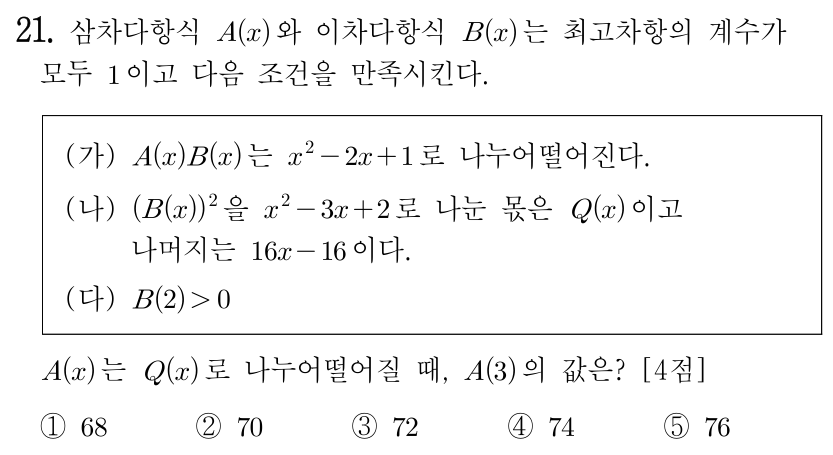 21. 삼차다항식 A(x)와 이차다항식 B(x)는 최고차항의 계수가
모두 1이고 다음 조건을 만족시킨다.
(가) A(x)B(x)는 x²−2x+1로 나누어떨어진다.
(나) (B(x))²을 x²−3x+2로 나눈 몫은 Q(x)이고
나머지는 16x−16이다.
(다) B(2)>0
A(x)는 Q(x)로 나누어떨어질 때, A(3)의 값은? [4점]
① 68 ② 70 ③ 72 ④ 74 ⑤ 76